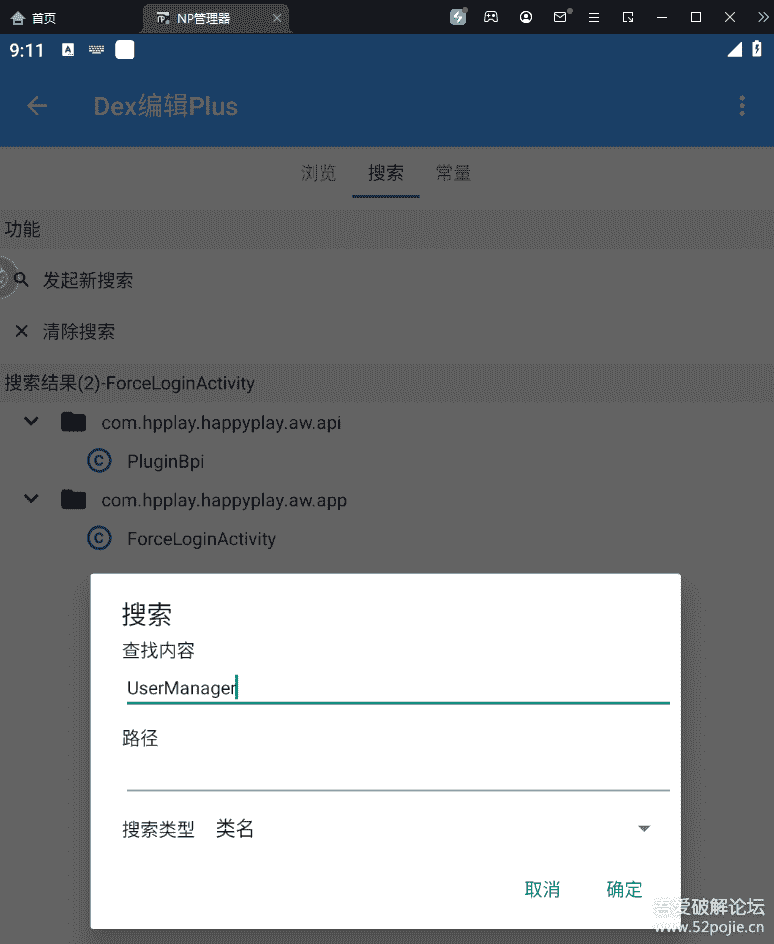 首页
NP管理器
9:11
Dex编辑Plus
浏览 搜索 常量
功能
发起新搜索
清除搜索
搜索结果(2)-ForceLoginActivity
com.hpplay.happyplay.aw.api
PluginBpi
com.hpplay.happyplay.aw.app
ForceLoginActivity
搜索
查找内容
UserManager
路径
搜索类型 类名
取消 确定
吾爱破解论坛
www.52pojie.cn